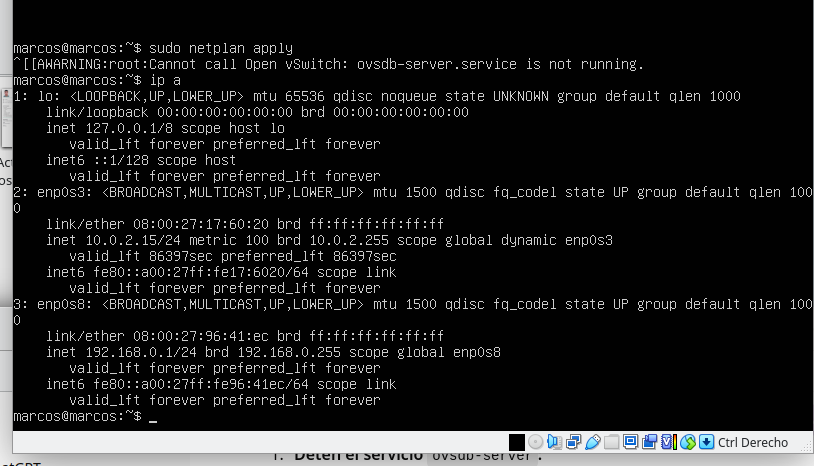 marcos@marcos:~$ sudo netplan apply
^[[AWARNING:root:Cannot call Open vSwitch: ovsdb-server.service is not running.
marcos@marcos:~$ ip a
1: lo: <LOOPBACK,UP,LOWER_UP> mtu 65536 qdisc noqueue state UNKNOWN group default qlen 1000
    link/loopback 00:00:00:00:00:00 brd 00:00:00:00:00:00
    inet 127.0.0.1/8 scope host lo
       valid_lft forever preferred_lft forever
    inet6 ::1/128 scope host
       valid_lft forever preferred_lft forever
2: enp0s3: <BROADCAST,MULTICAST,UP,LOWER_UP> mtu 1500 qdisc fq_codel state UP group default qlen 100
0
    link/ether 08:00:27:17:60:20 brd ff:ff:ff:ff:ff:ff
    inet 10.0.2.15/24 metric 100 brd 10.0.2.255 scope global dynamic enp0s3
       valid_lft 86397sec preferred_lft 86397sec
    inet6 fe80::a00:27ff:fe17:6020/64 scope link
       valid_lft forever preferred_lft forever
3: enp0s8: <BROADCAST,MULTICAST,UP,LOWER_UP> mtu 1500 qdisc fq_codel state UP group default qlen 100
0
    link/ether 08:00:27:96:41:ec brd ff:ff:ff:ff:ff:ff
    inet 192.168.0.1/24 brd 192.168.0.255 scope global enp0s8
       valid_lft forever preferred_lft forever
    inet6 fe80::a00:27ff:fe96:41ec/64 scope link
       valid_lft forever preferred_lft forever
marcos@marcos:~$ _
Ctrl Derecho
Detén el servicio ovsdb-server: